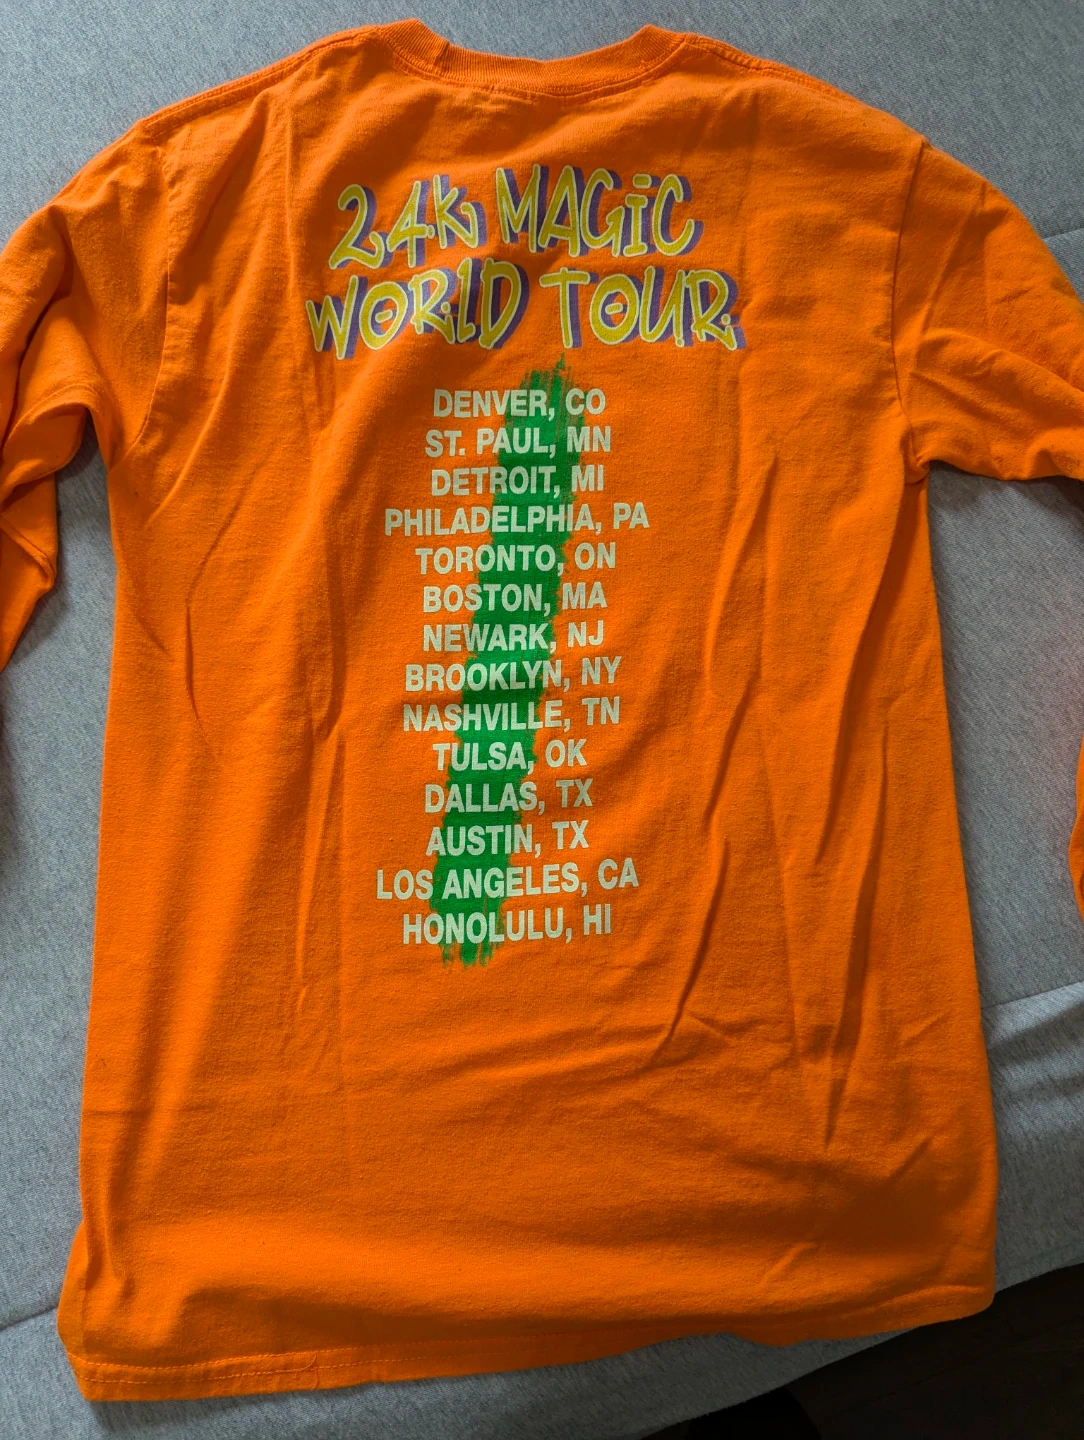 24K MAGIC
WORLD TOUR
DENVER, CO
ST. PAUL, MN
DETROIT, MI
PHILADELPHIA, PA
TORONTO, ON
BOSTON, MA
NEWARK, NJ
BROOKLYN, NY
NASHVILLE, TN
TULSA, OK
DALLAS, TX
AUSTIN, TX
LOS ANGELES, CA
HONOLULU, HI